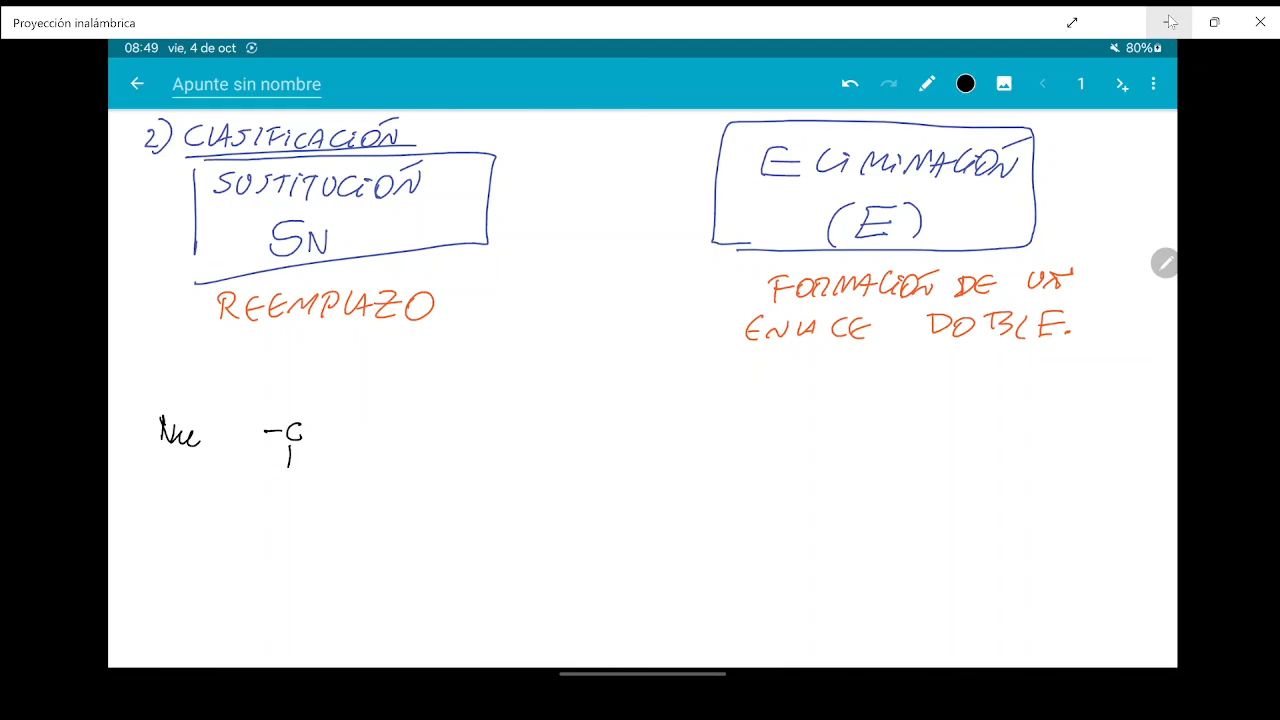 Proyección inalámbrica
08:49 vie, 4 de oct
80%
Apunte sin nombre
1
2) CLASIFICACIÓN
SUSTITUCIÓN
SN
REEMPLAZO
ELIMINACIÓN
(E)
FORMACIÓN DE UN
ENLACE DOBLE.
Nu –C